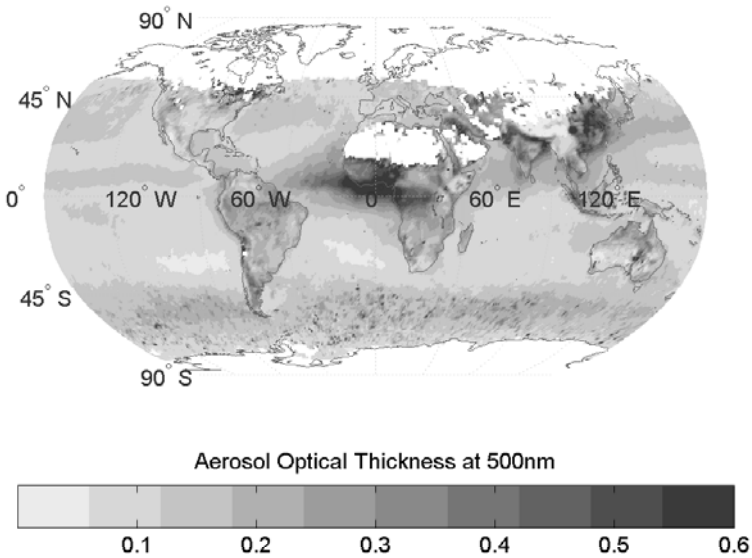 90° N
45° N
0°
120° W
60° W
0°
60° E
120° E
45° S
90° S
Aerosol Optical Thickness at 500nm
0.1
0.2
0.3
0.4
0.5
0.6